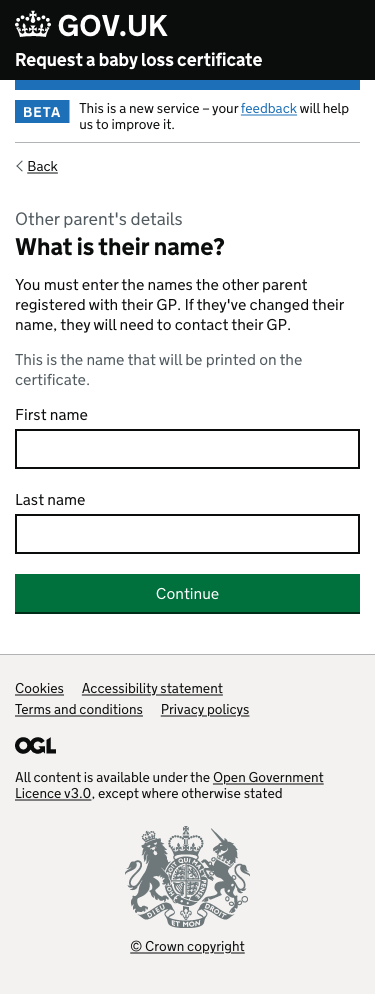 GOV.UK
Request a baby loss certificate
BETA
This is a new service – your feedback will help
us to improve it.
Back
Other parent's details
What is their name?
You must enter the names the other parent
registered with their GP. If they've changed their
name, they will need to contact their GP.
This is the name that will be printed on the
certificate.
First name
Last name
Continue
Cookies Accessibility statement
Terms and conditions Privacy policys
OGL
All content is available under the Open Government
Licence v3.0, except where otherwise stated
DIEU ET MON DROIT
© Crown copyright